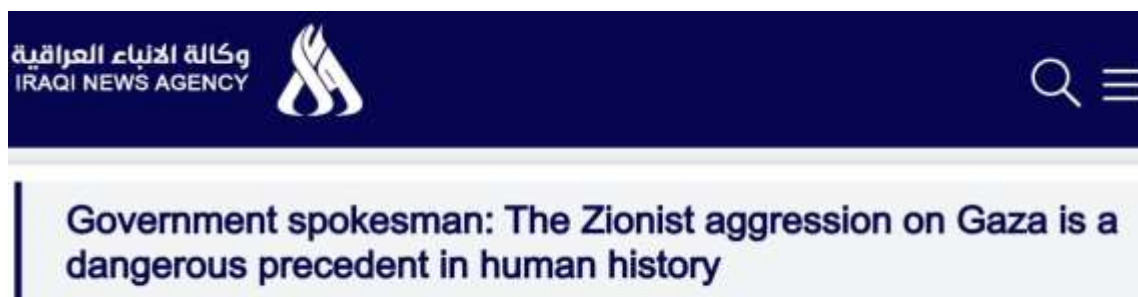 وكالة الانباء العراقية
IRAQI NEWS AGENCY
Government spokesman: The Zionist aggression on Gaza is a
dangerous precedent in human history